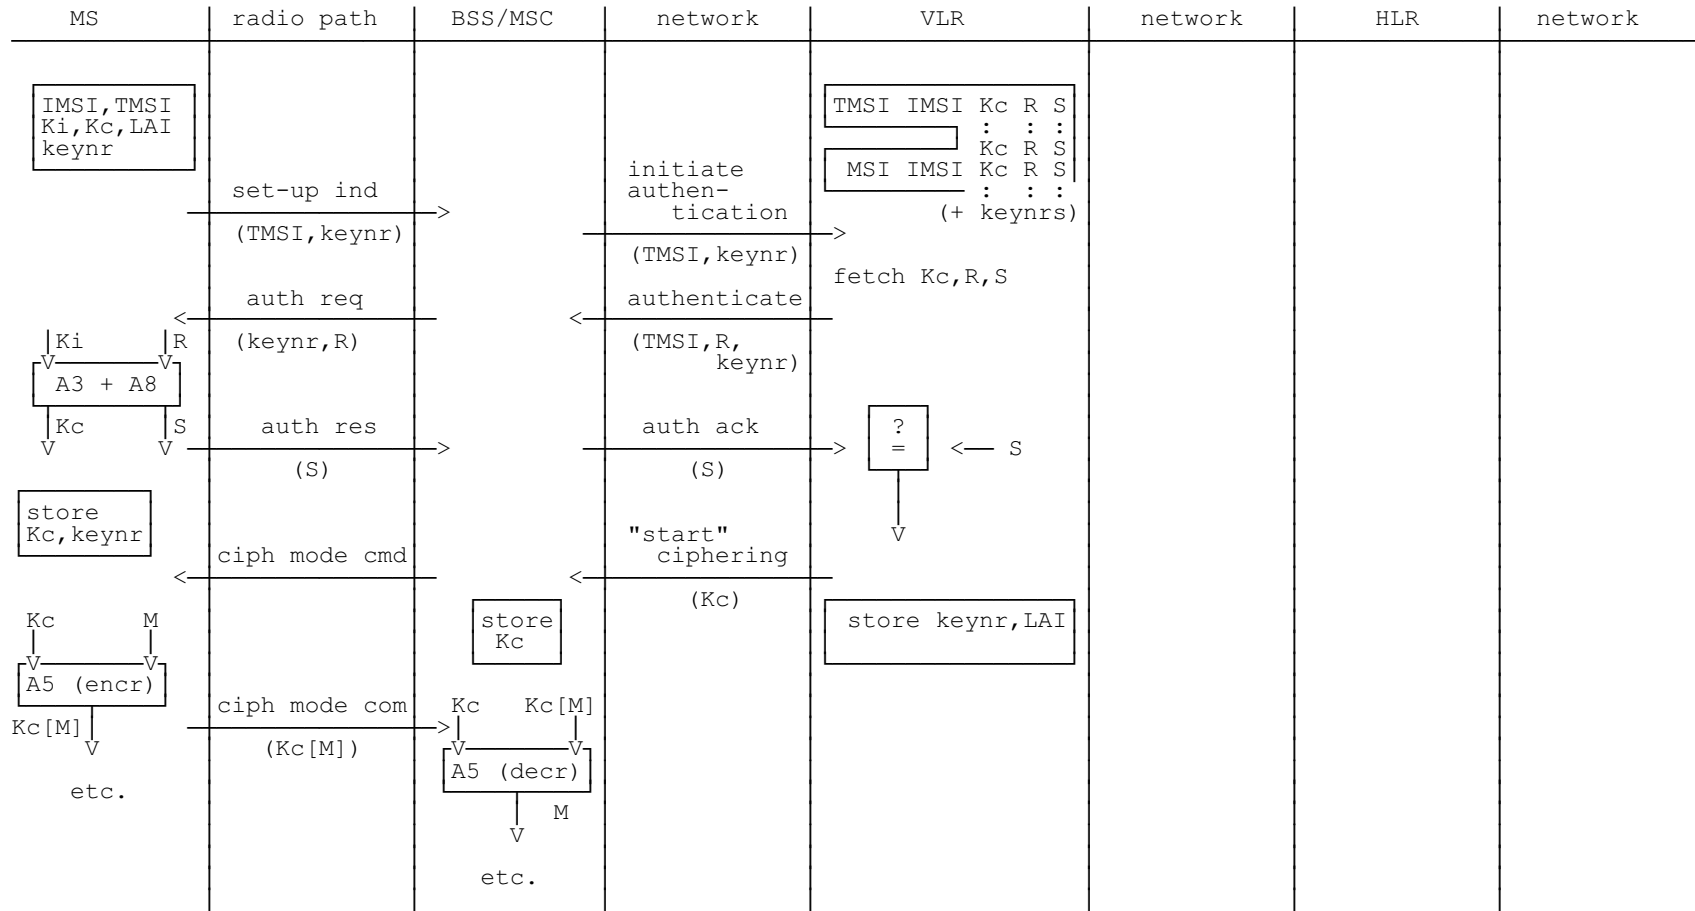 MS radio path BSS/MSC network VLR network HLR network
IMSI,TMSI TMSI IMSI Kc R S
Ki,Kc,LAI : : :
keynr Kc R S
initiate MSI IMSI Kc R S
set-up ind authen- : : :
tication (+ keynrs)
> >
(TMSI,keynr) (TMSI,keynr)
fetch Kc,R,S
auth req authenticate
< <
Ki R (keynr,R) (TMSI,R,
V V keynr)
A3 + A8
Kc S auth res auth ack ?
V V > > = < S
(S) (S)
store
Kc,keynr "start" V
ciph mode cmd ciphering
< <
(Kc)
Kc M store store keynr,LAI
Kc
V V
A5 (encr)
ciph mode com Kc Kc[M]
Kc[M] >
V (Kc[M]) V V
A5 (decr)
etc.
M
V
etc.